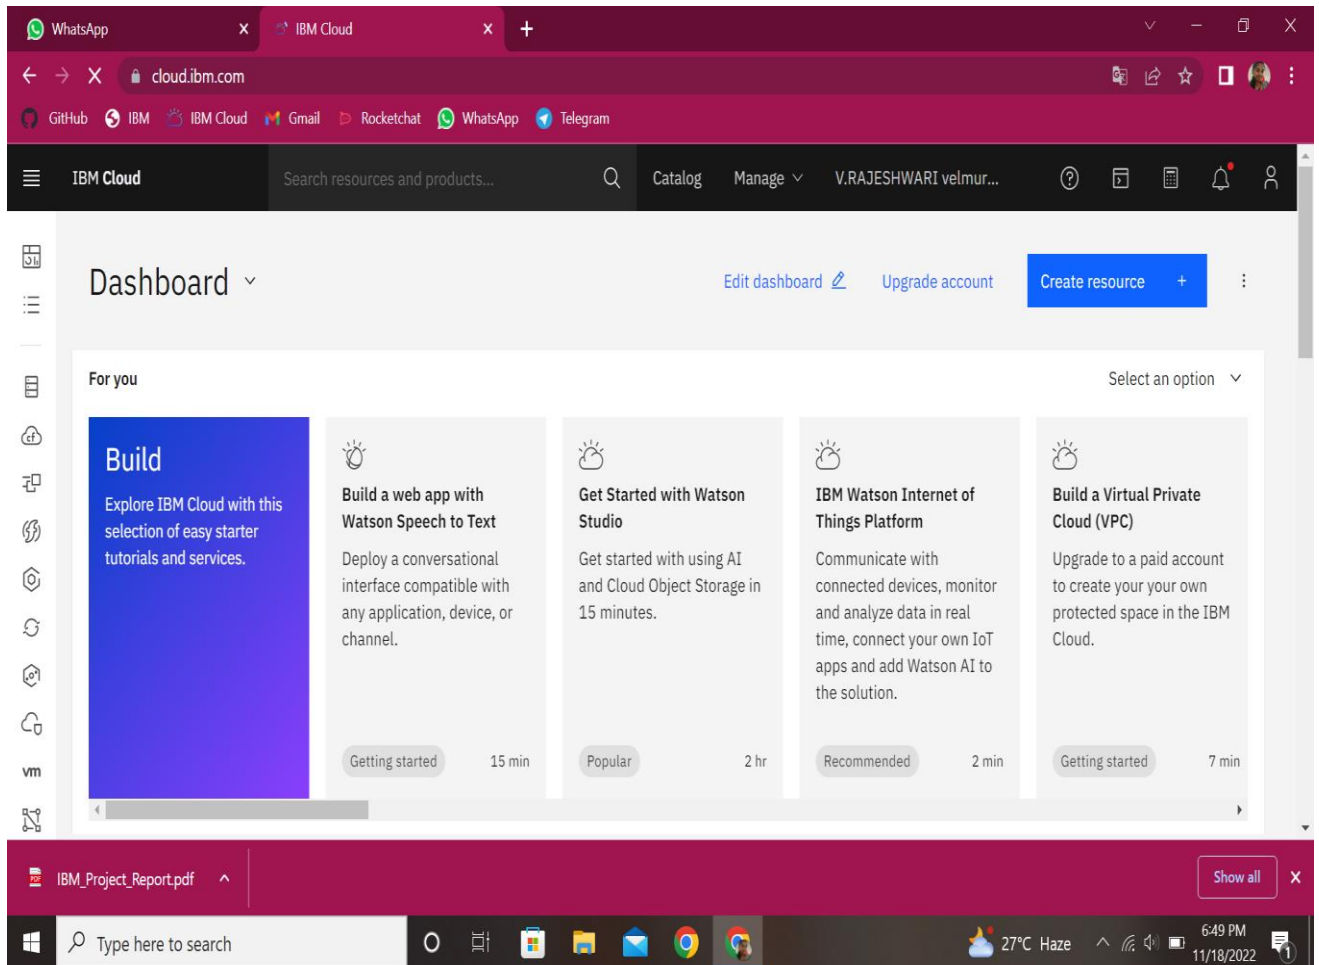 WhatsApp
IBM Cloud
cloud.ibm.com
GitHub IBM IBM Cloud Gmail Rocketchat WhatsApp Telegram
IBM Cloud Search resources and products... Catalog Manage V.RAJESHWARI velmur...
Dashboard Edit dashboard Upgrade account Create resource +
For you Select an option
Build
Explore IBM Cloud with this
selection of easy starter
tutorials and services.
Build a web app with
Watson Speech to Text
Deploy a conversational
interface compatible with
any application, device, or
channel.
Getting started 15 min
Get Started with Watson
Studio
Get started with using AI
and Cloud Object Storage in
15 minutes.
Popular 2 hr
IBM Watson Internet of
Things Platform
Communicate with
connected devices, monitor
and analyze data in real
time, connect your own IoT
apps and add Watson AI to
the solution.
Recommended 2 min
Build a Virtual Private
Cloud (VPC)
Upgrade to a paid account
to create your your own
protected space in the IBM
Cloud.
Getting started 7 min
cf
vm
IBM_Project_Report.pdf Show all
Type here to search 27°C Haze 6:49 PM
11/18/2022 1